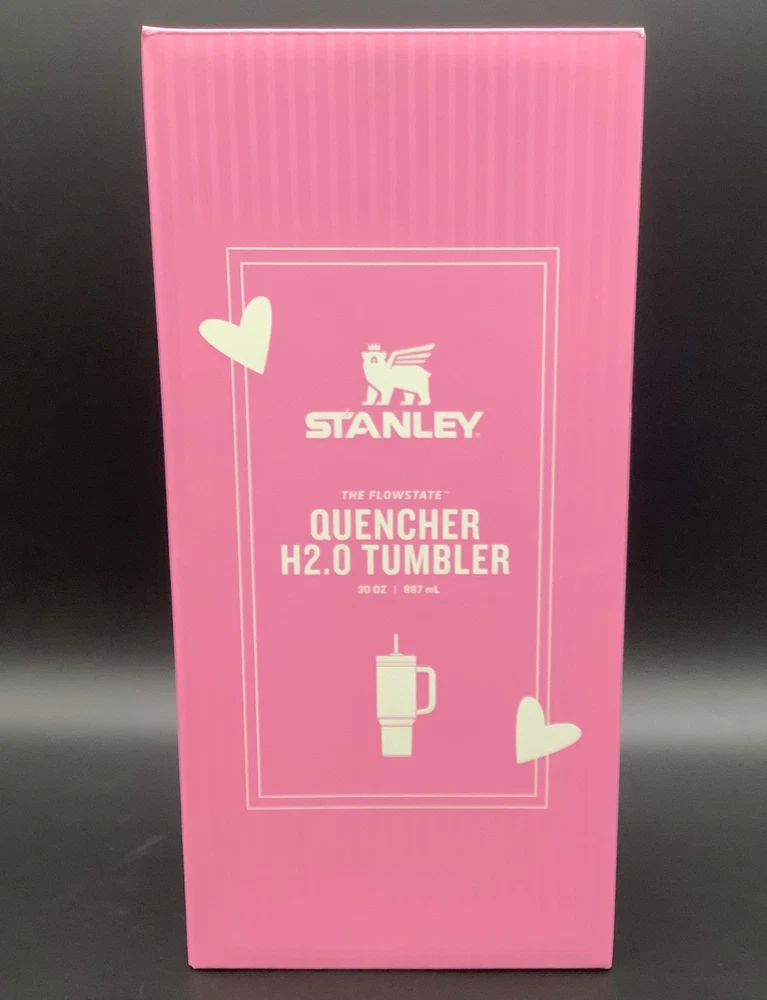 STANLEY
THE FLOWSTATE™
QUENCHER
H2.0 TUMBLER
30 OZ | 887 mL